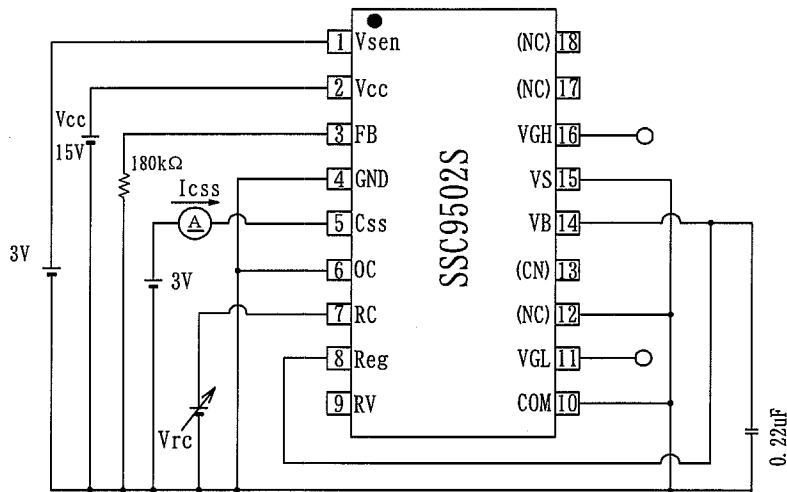 1 Vsen
2 Vcc
3 FB
4 GND
5 Css
6 OC
7 RC
8 Reg
9 RV
SSC9502S
(NC) 18
(NC) 17
VGH 16
VS 15
VB 14
(CN) 13
(NC) 12
VGL 11
COM 10
Vcc
15V
180kΩ
Icss
A
3V
3V
Vrc
0.22uF